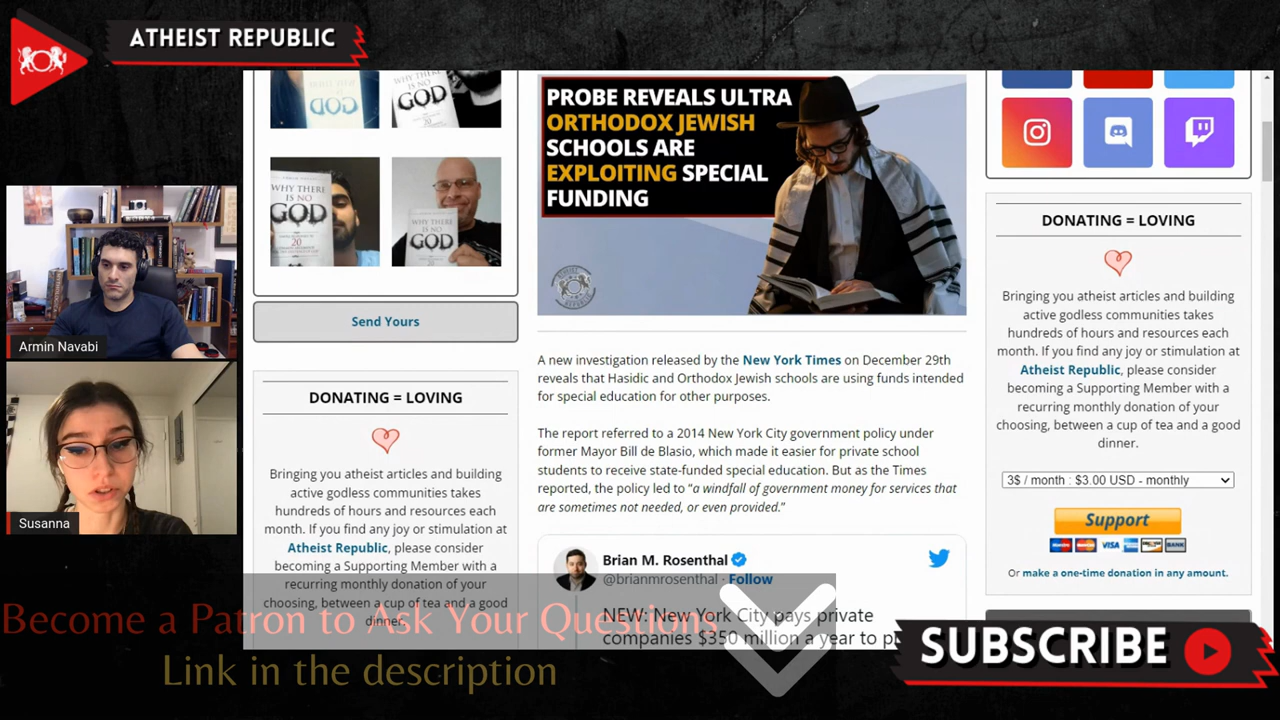 ATHEIST REPUBLIC
GOD
WHY THERE
GOD
WHY THERE
IS NO
GOD
20
WHY THERE
IS NO
GOD
Send Yours
DONATING = LOVING
Bringing you atheist articles and building
active godless communities takes
hundreds of hours and resources each
month. If you find any joy or stimulation at
Atheist Republic, please consider
becoming a Supporting Member with a
recurring monthly donation of your
choosing, between a cup of tea and a good
dinner.
PROBE REVEALS ULTRA
ORTHODOX JEWISH
SCHOOLS ARE
EXPLOITING SPECIAL
FUNDING
A new investigation released by the New York Times on December 29th
reveals that Hasidic and Orthodox Jewish schools are using funds intended
for special education for other purposes.
The report referred to a 2014 New York City government policy under
former Mayor Bill de Blasio, which made it easier for private school
students to receive state-funded special education. But as the Times
reported, the policy led to “a windfall of government money for services that
are sometimes not needed, or even provided.”
Brian M. Rosenthal
@brianmrosenthal · Follow
NEW: New York City pays private
companies $350 million a year to
DONATING = LOVING
Bringing you atheist articles and building
active godless communities takes
hundreds of hours and resources each
month. If you find any joy or stimulation at
Atheist Republic, please consider
becoming a Supporting Member with a
recurring monthly donation of your
choosing, between a cup of tea and a good
dinner.
3$ / month : $3.00 USD - monthly
Support
VISA
BANK
Or make a one-time donation in any amount.
Armin Navabi
Susanna
Become a Patron to Ask Your Questions
Link in the description
SUBSCRIBE